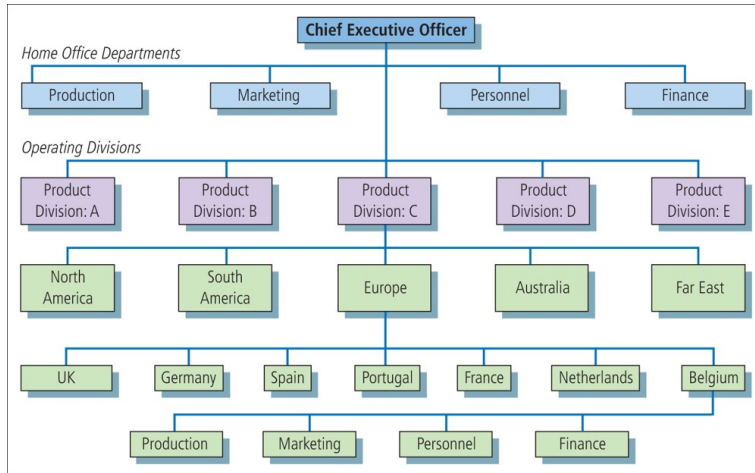 Chief Executive Officer
Home Office Departments
Production
Marketing
Personnel
Finance
Operating Divisions
Product
Division: A
Product
Division: B
Product
Division: C
Product
Division: D
Product
Division: E
North
America
South
America
Europe
Australia
Far East
UK
Germany
Spain
Portugal
France
Netherlands
Belgium
Production
Marketing
Personnel
Finance